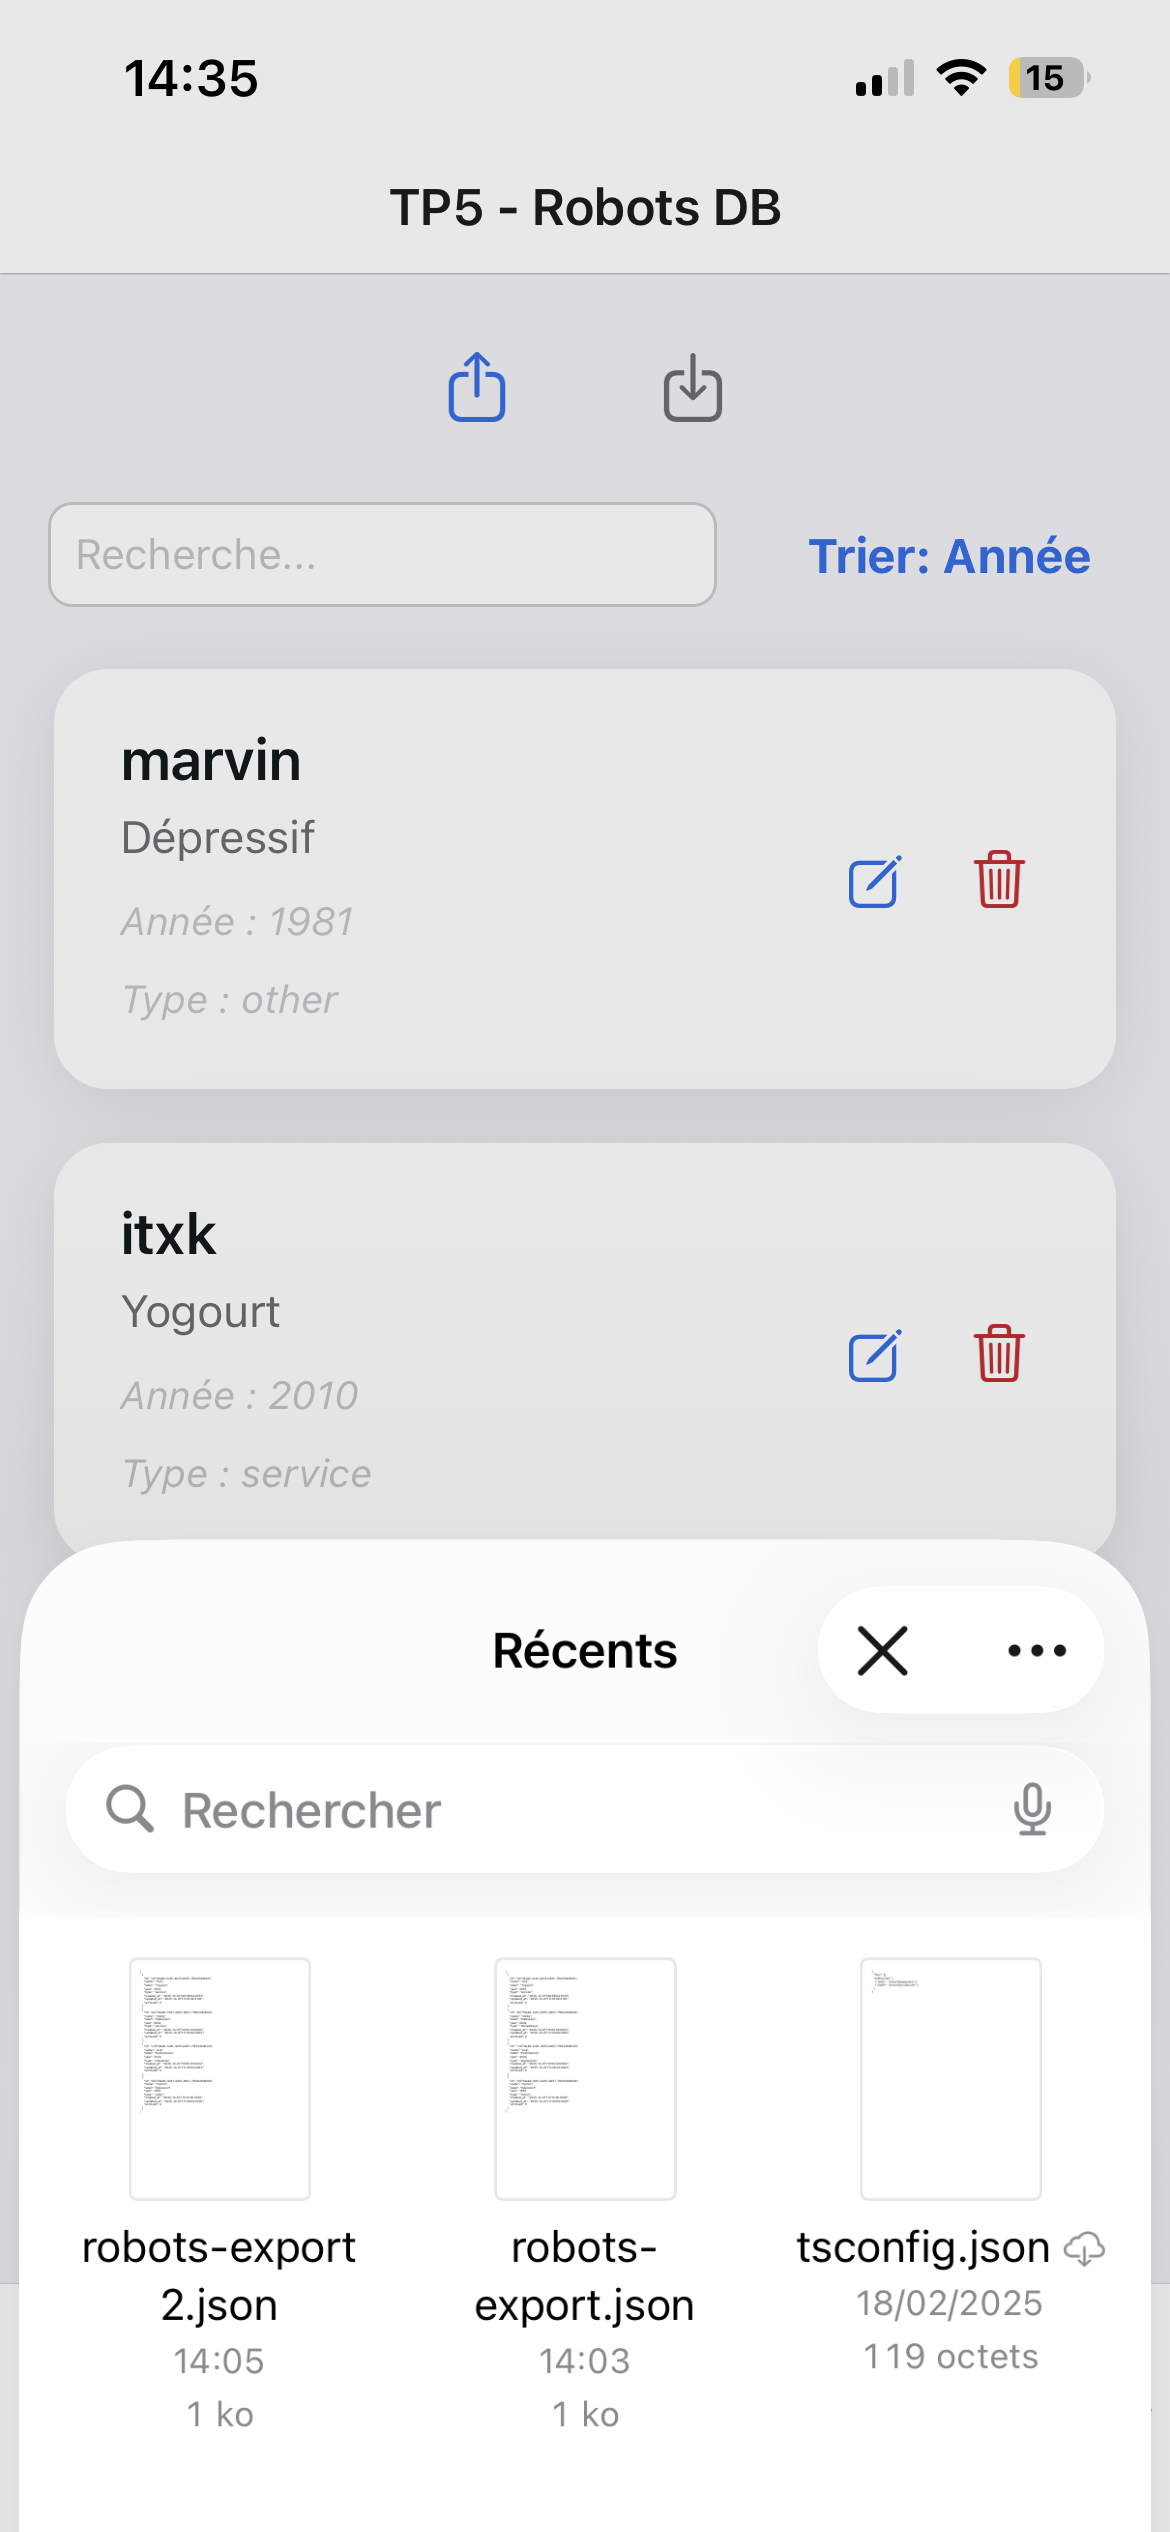 14:35
15
TP5 - Robots DB
Recherche...
Trier: Année
marvin
Dépressif
Année : 1981
Type : other
itxk
Yogourt
Année : 2010
Type : service
Récents
Rechercher
robots-export
2.json
14:05
1 ko
robots-
export.json
14:03
1 ko
tsconfig.json
18/02/2025
119 octets